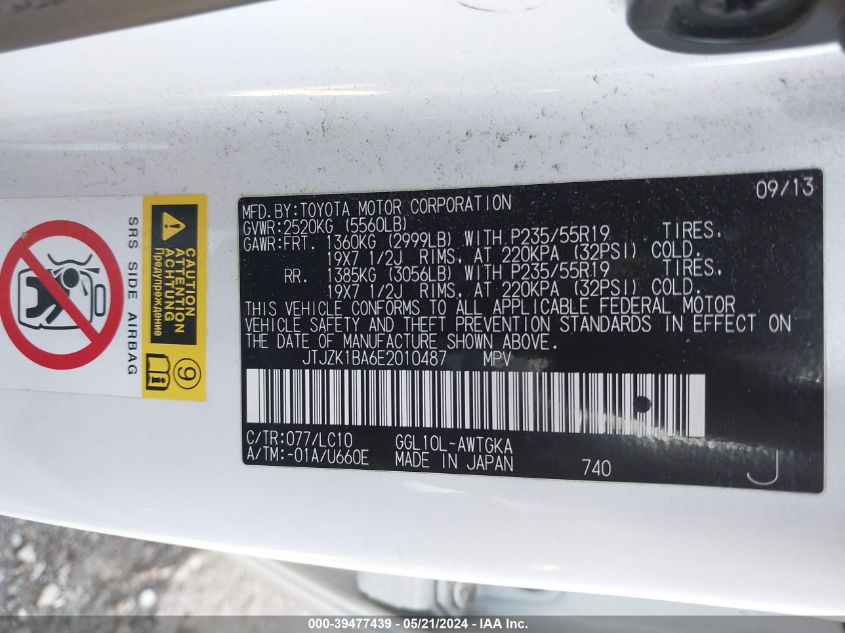 09/13
MFD.BY:TOYOTA MOTOR CORPORATION
GVWR:2520KG (5560LB)
GAWR:FRT. 1360KG (2999LB) WITH P235/55R19 TIRES.
19X7 1/2J RIMS. AT 220KPA (32PSI) COLD.
RR. 1385KG (3056LB) WITH P235/55R19 TIRES.
19X7 1/2J RIMS. AT 220KPA (32PSI) COLD.
THIS VEHICLE CONFORMS TO ALL APPLICABLE FEDERAL MOTOR
VEHICLE SAFETY AND THEFT PREVENTION STANDARDS IN EFFECT ON
THE DATE OF MANUFACTURE SHOWN ABOVE.
JTJZK1BA6E2010487 MPV
C/TR:077/LC10 GGL10L-AWTGKA
A/TM:-01A/U660E MADE IN JAPAN 740
J
SRS SIDE AIRBAG
CAUTION
ATTENTION
ACHTUNG
Предупреждение
9
000-39477439 - 05/21/2024 - IAA Inc.